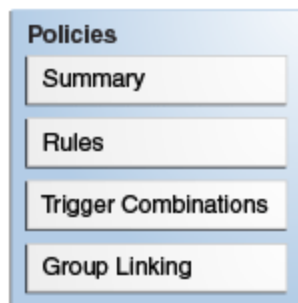 Policies
Summary
Rules
Trigger Combinations
Group Linking